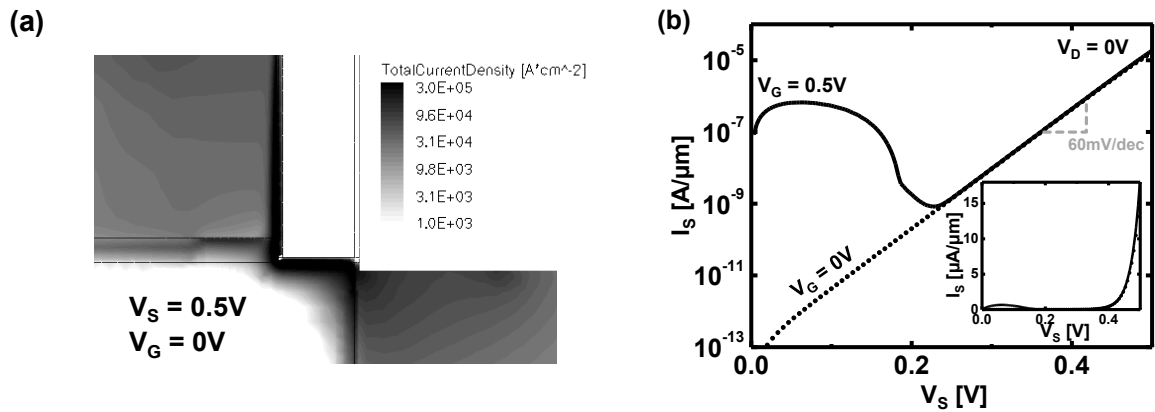 (a)
TotalCurrentDensity [A*cm^-2]
3.0E+05
9.6E+04
3.1E+04
9.8E+03
3.1E+03
1.0E+03
V_S = 0.5V
V_G = 0V
(b)
10^-5
10^-7
10^-9
10^-11
10^-13
I_S [A/μm]
V_G = 0.5V
V_D = 0V
60mV/dec
V_G = 0V
15
10
5
0
I_S [μA/μm]
0.0 0.2 0.4
V_S [V]
0.0 0.2 0.4
V_S [V]